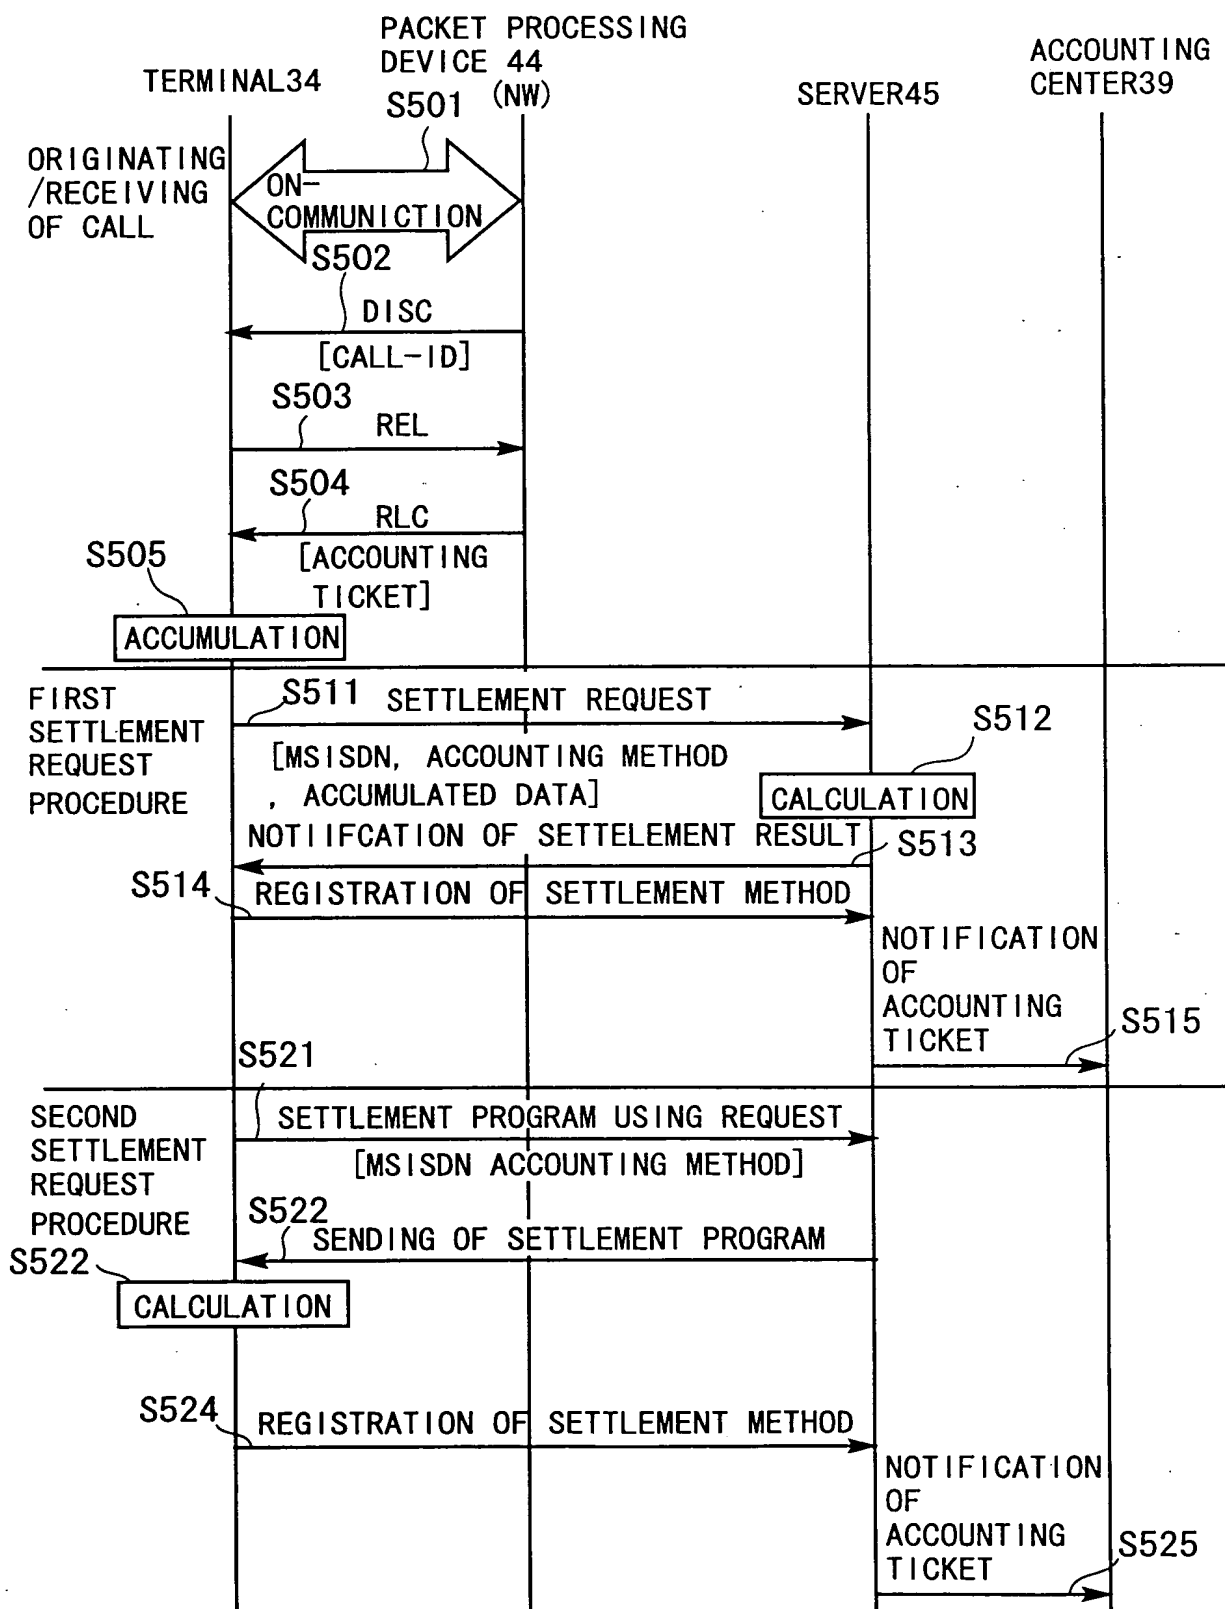 PACKET PROCESSING
DEVICE 44
(NW)
TERMINAL34
SERVER45
ACCOUNTING
CENTER39
S501
ORIGINATING
/RECEIVING
OF CALL
ON-
COMMUNICTION
S502
DISC
[CALL-ID]
S503
REL
S504
RLC
[ACCOUNTING
TICKET]
S505
ACCUMULATION
FIRST
SETTLEMENT
REQUEST
PROCEDURE
S511
SETTLEMENT REQUEST
[MSISDN, ACCOUNTING METHOD
, ACCUMULATED DATA]
S512
CALCULATION
NOTIIFCATION OF SETTELEMENT RESULT
S513
S514
REGISTRATION OF SETTLEMENT METHOD
NOTIFICATION
OF
ACCOUNTING
TICKET
S515
S521
SECOND
SETTLEMENT
REQUEST
PROCEDURE
SETTLEMENT PROGRAM USING REQUEST
[MSISDN ACCOUNTING METHOD]
S522
SENDING OF SETTLEMENT PROGRAM
S522
CALCULATION
S524
REGISTRATION OF SETTLEMENT METHOD
NOTIFICATION
OF
ACCOUNTING
TICKET
S525